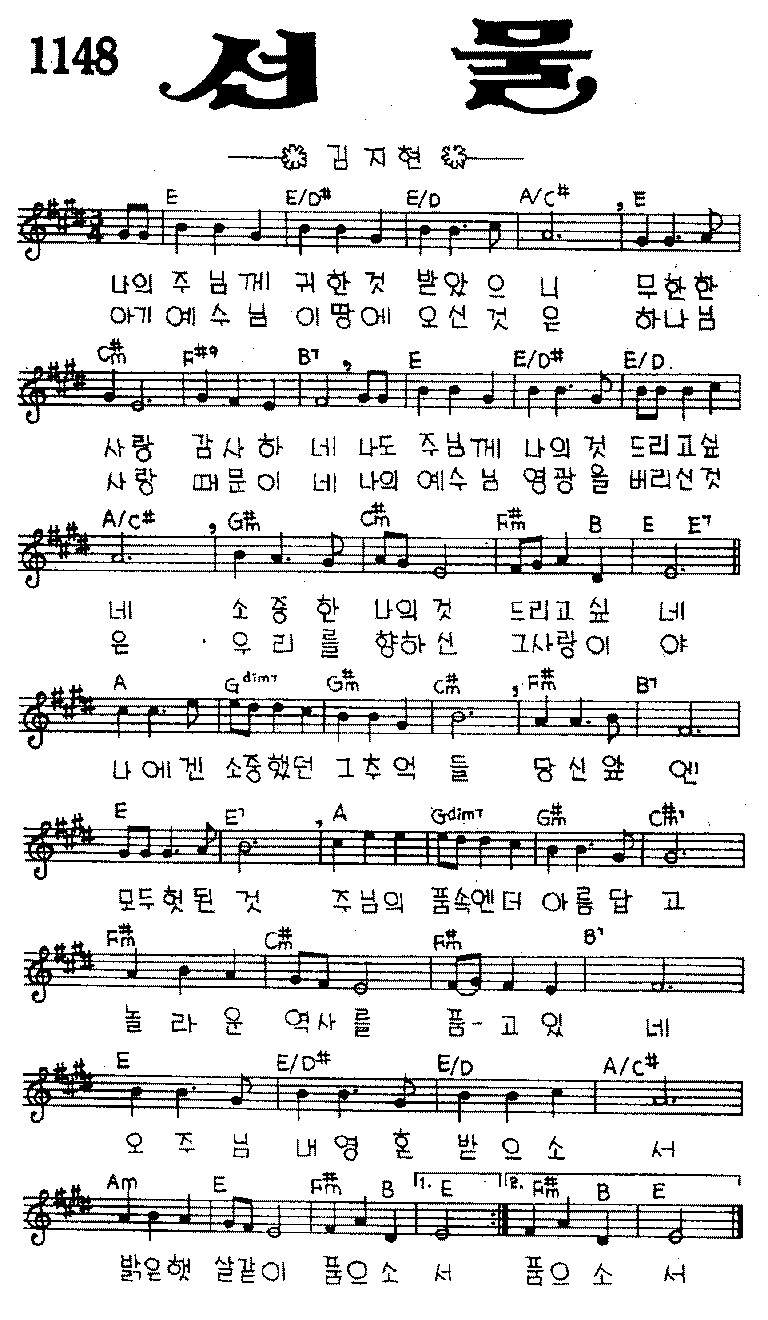 1148 선 물
김 지 현
E E/D# E/D A/C# E
나의 주 님 께 귀 한 것 받 았 으 니 무 한 한
아기 예 수 님 이 땅 에 오 신 것 은 하 나 님
C#m F#9 B7 E E/D# E/D
사 랑 감 사 하 네 나도 주 님 께 나 의 것 드리고싶
사 랑 때 문 이 네 나의 예 수 님 영 광 을 버리신것
A/C# G#m C#m F#m B E E7
네 소 중 한 나의 것 드리고 싶 네
은 우 리 를 향하 신 그사랑이 야
A Gdim7 G#m C#m F#m B7
나 에 겐 소중했던 그 추 억 들 당 신 앞 엔
E E7 A Gdim7 G#m C#7
모두헛 된 것 주 님 의 품속엔더 아 름 답 고
F#m C#m F#m B7
놀 라 운 역사 를 품 - 고 있 네
E E/D# E/D A/C#
오 주 님 내 영 혼 받 으 소 서
Am E F#m B 1. E 2. F#m B E
밝은햇 살같 이 품으 소 서 품으 소 서